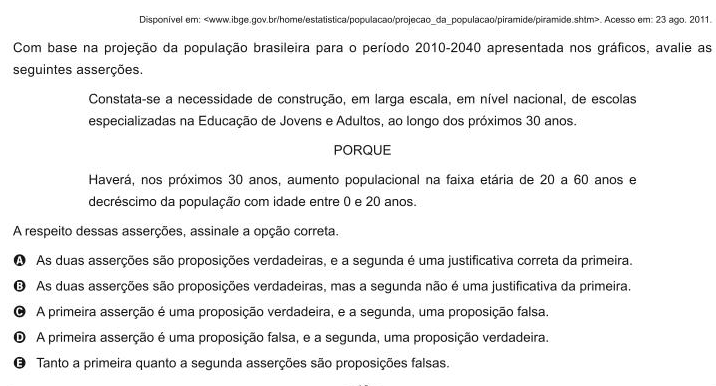 Disponível em: <www.ibge.gov.br/home/estatistica/populacao/projecao_da_populacao/piramide/piramide.shtm>. Acesso em: 23 ago. 2011.
Com base na projeção da população brasileira para o período 2010-2040 apresentada nos gráficos, avalie as
seguintes asserções.
Constata-se a necessidade de construção, em larga escala, em nível nacional, de escolas
especializadas na Educação de Jovens e Adultos, ao longo dos próximos 30 anos.
PORQUE
Haverá, nos próximos 30 anos, aumento populacional na faixa etária de 20 a 60 anos e
decréscimo da população com idade entre 0 e 20 anos.
A respeito dessas asserções, assinale a opção correta.
A As duas asserções são proposições verdadeiras, e a segunda é uma justificativa correta da primeira.
B As duas asserções são proposições verdadeiras, mas a segunda não é uma justificativa da primeira.
C A primeira asserção é uma proposição verdadeira, e a segunda, uma proposição falsa.
D A primeira asserção é uma proposição falsa, e a segunda, uma proposição verdadeira.
E Tanto a primeira quanto a segunda asserções são proposições falsas.